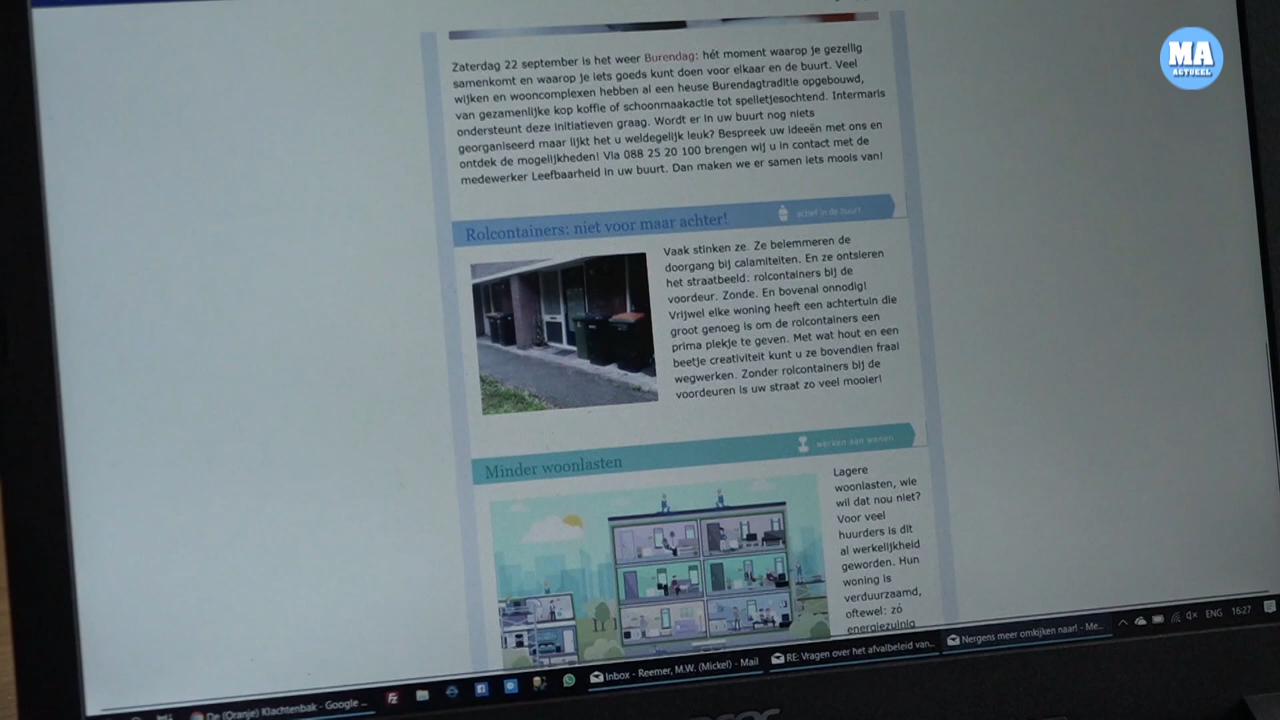 MA
ACTUEEL
Zaterdag 22 september is het weer Burendag: hét moment waarop je gezellig
samenkomt en waarop je iets goeds kunt doen voor elkaar en de buurt. Veel
wijken en wooncomplexen hebben al een heuse Burendagtraditie opgebouwd,
van gezamenlijke kop koffie of schoonmaakactie tot spelletjesochtend. Intermaris
ondersteunt deze initiatieven graag. Wordt er in uw buurt nog niets
georganiseerd maar lijkt het u weldegelijk leuk? Bespreek uw ideeën met ons en
ontdek de mogelijkheden! Via 088 25 20 100 brengen wij u in contact met de
medewerker Leefbaarheid in uw buurt. Dan maken we er samen iets moois van!
Rolcontainers: niet voor maar achter!
actief in de buurt
Vaak stinken ze. Ze belemmeren de
doorgang bij calamiteiten. En ze ontsieren
het straatbeeld: rolcontainers bij de
voordeur. Zonde. En bovenal onnodig!
Vrijwel elke woning heeft een achtertuin die
groot genoeg is om de rolcontainers een
prima plekje te geven. Met wat hout en een
beetje creativiteit kunt u ze bovendien fraai
wegwerken. Zonder rolcontainers bij de
voordeuren is uw straat zo veel mooier!
Minder woonlasten
werken aan wonen
Lagere
woonlasten, wie
wil dat nou niet?
Voor veel
huurders is dit
al werkelijkheid
geworden. Hun
woning is
verduurzaamd,
oftewel: zó
energiezuinig
De (Oranje) Klachtenbak - Google ...
Inbox - Reemer, M.W. (Mickel) - Mail
RE: Vragen over het afvalbeleid van...
Nergens meer omkijken naar! - Me...
ENG
16:27